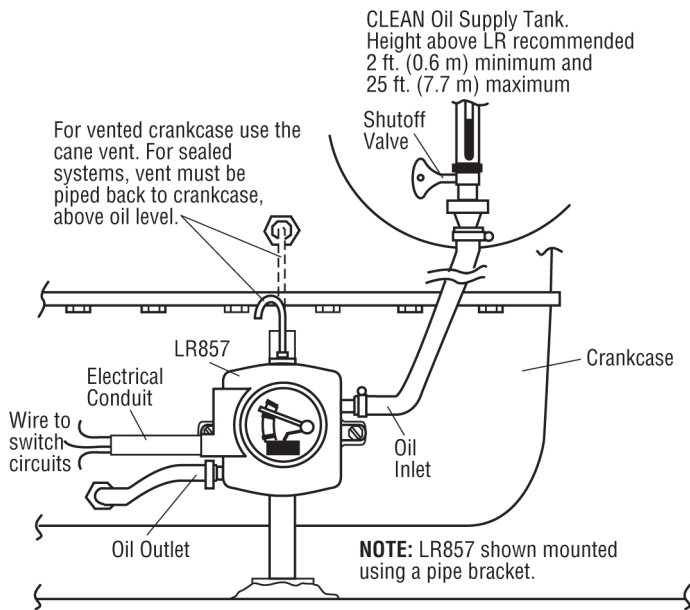 CLEAN Oil Supply Tank.
Height above LR recommended
2 ft. (0.6 m) minimum and
25 ft. (7.7 m) maximum
Shutoff
Valve
For vented crankcase use the
cane vent. For sealed
systems, vent must be
piped back to crankcase,
above oil level.
LR857
Crankcase
Electrical
Conduit
Wire to
switch
circuits
Oil
Inlet
Oil Outlet
NOTE: LR857 shown mounted
using a pipe bracket.